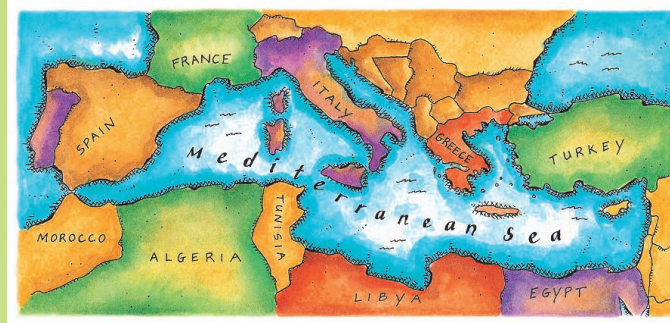 FRANCE
SPAIN
ITALY
GREECE
TURKEY
Mediterranean Sea
MOROCCO
ALGERIA
TUNISIA
LIBYA
EGYPT